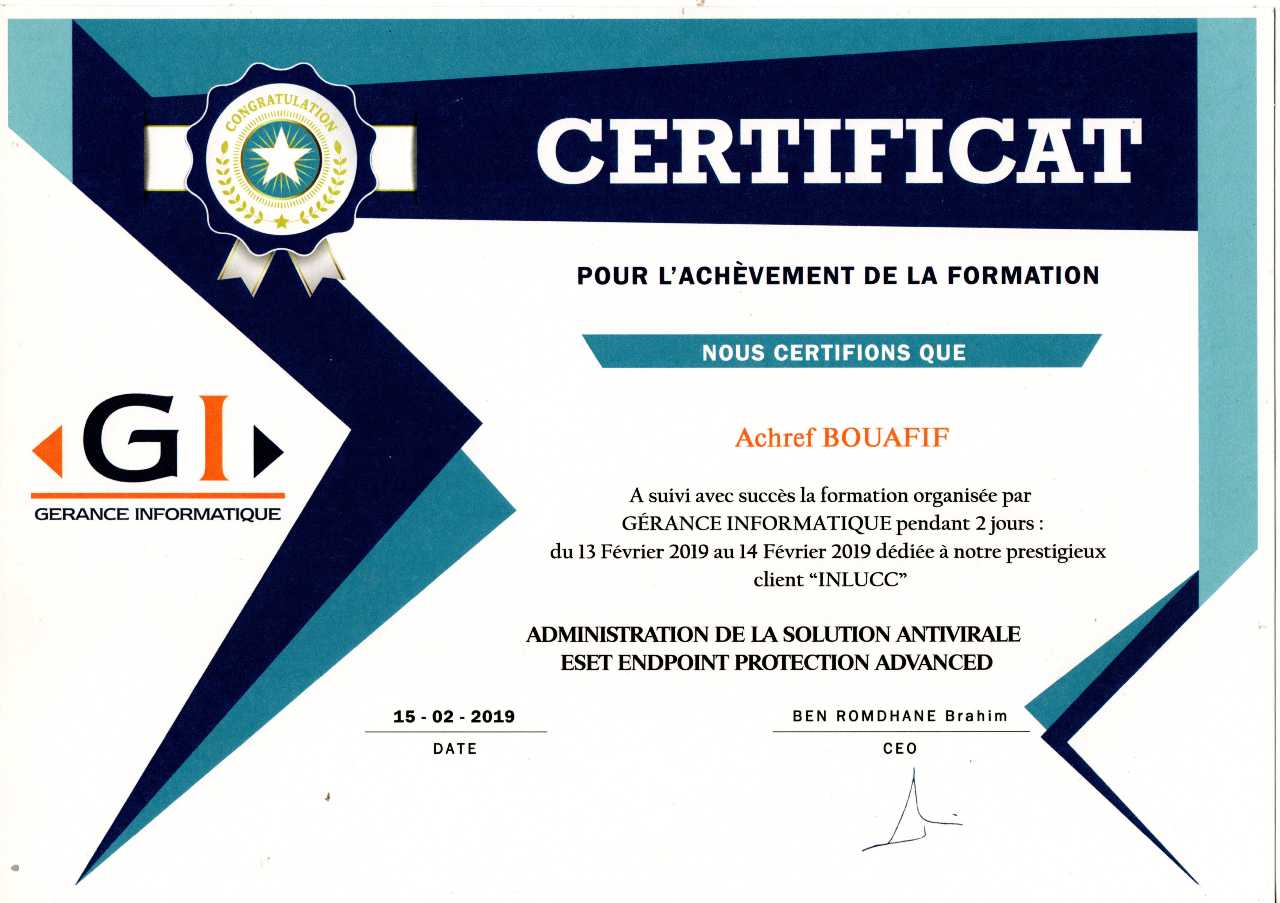 CONGRATULATION
CERTIFICAT
POUR L'ACHÈVEMENT DE LA FORMATION
NOUS CERTIFIONS QUE
GI
GERANCE INFORMATIQUE
Achref BOUAFIF
A suivi avec succès la formation organisée par
GÉRANCE INFORMATIQUE pendant 2 jours :
du 13 Février 2019 au 14 Février 2019 dédiée à notre prestigieux
client “INLUCC”
ADMINISTRATION DE LA SOLUTION ANTIVIRALE
ESET ENDPOINT PROTECTION ADVANCED
15 - 02 - 2019
DATE
BEN ROMDHANE Brahim
CEO